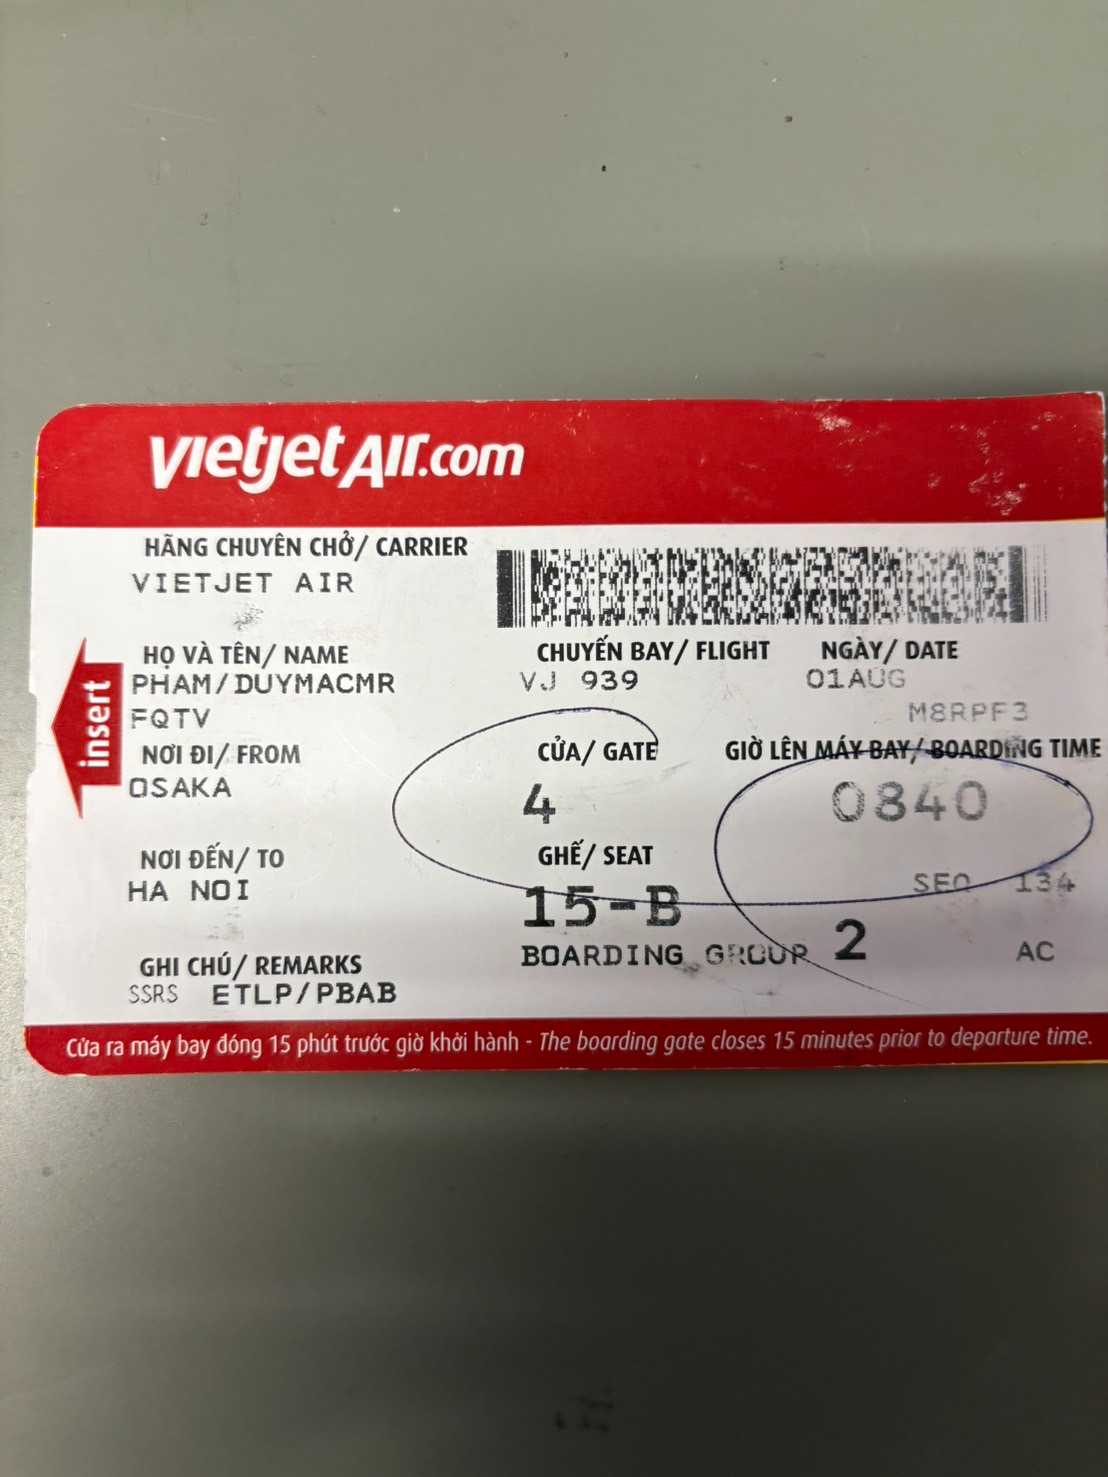 vietjetAir.com
HÃNG CHUYÊN CHỞ/ CARRIER
VIETJET AIR
HỌ VÀ TÊN/ NAME
PHAM/DUYMACMR
FQTV
CHUYẾN BAY/ FLIGHT
VJ 939
NGÀY/ DATE
01AUG
M8RPF3
insert
NƠI ĐI/ FROM
OSAKA
CỬA/ GATE
4
GIỜ LÊN MÁY BAY/ BOARDING TIME
0840
NƠI ĐẾN/ TO
HA NOI
GHẾ/ SEAT
15-B
SEQ 134
BOARDING GROUP 2
AC
GHI CHÚ/ REMARKS
SSRS ETLP/PBAB
Cửa ra máy bay đóng 15 phút trước giờ khởi hành - The boarding gate closes 15 minutes prior to departure time.